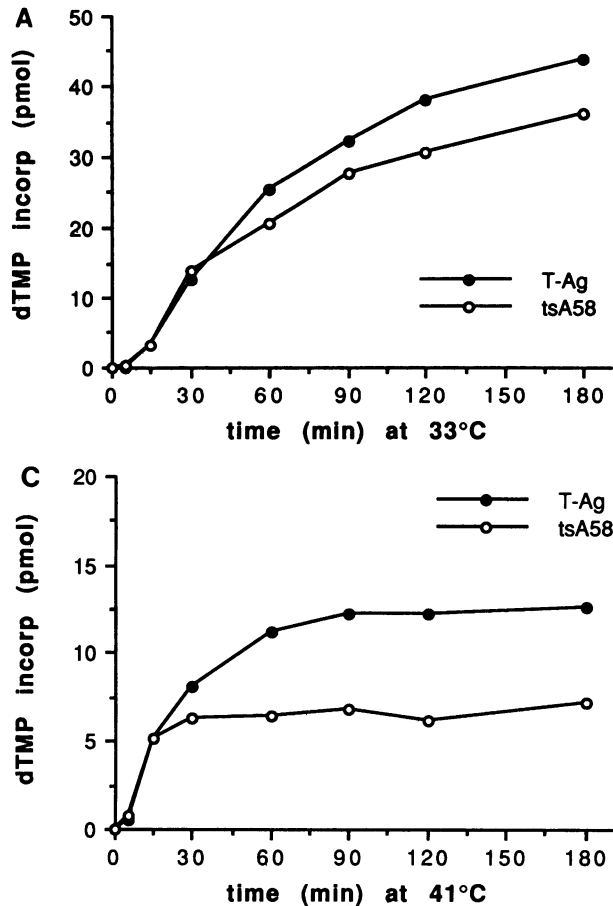 A
dTMP incorp (pmol)
50
40
30
20
10
0
T-Ag
tsA58
0 30 60 90 120 150 180
time (min) at 33°C
C
dTMP incorp (pmol)
20
15
10
5
0
T-Ag
tsA58
0 30 60 90 120 150 180
time (min) at 41°C